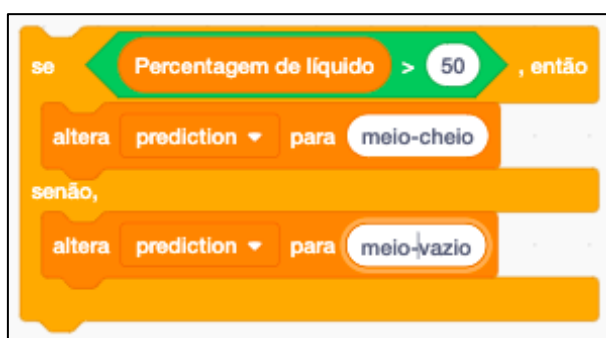 se Percentagem de líquido > 50 , então
altera prediction para meio-cheio
senão,
altera prediction para meio-vazio